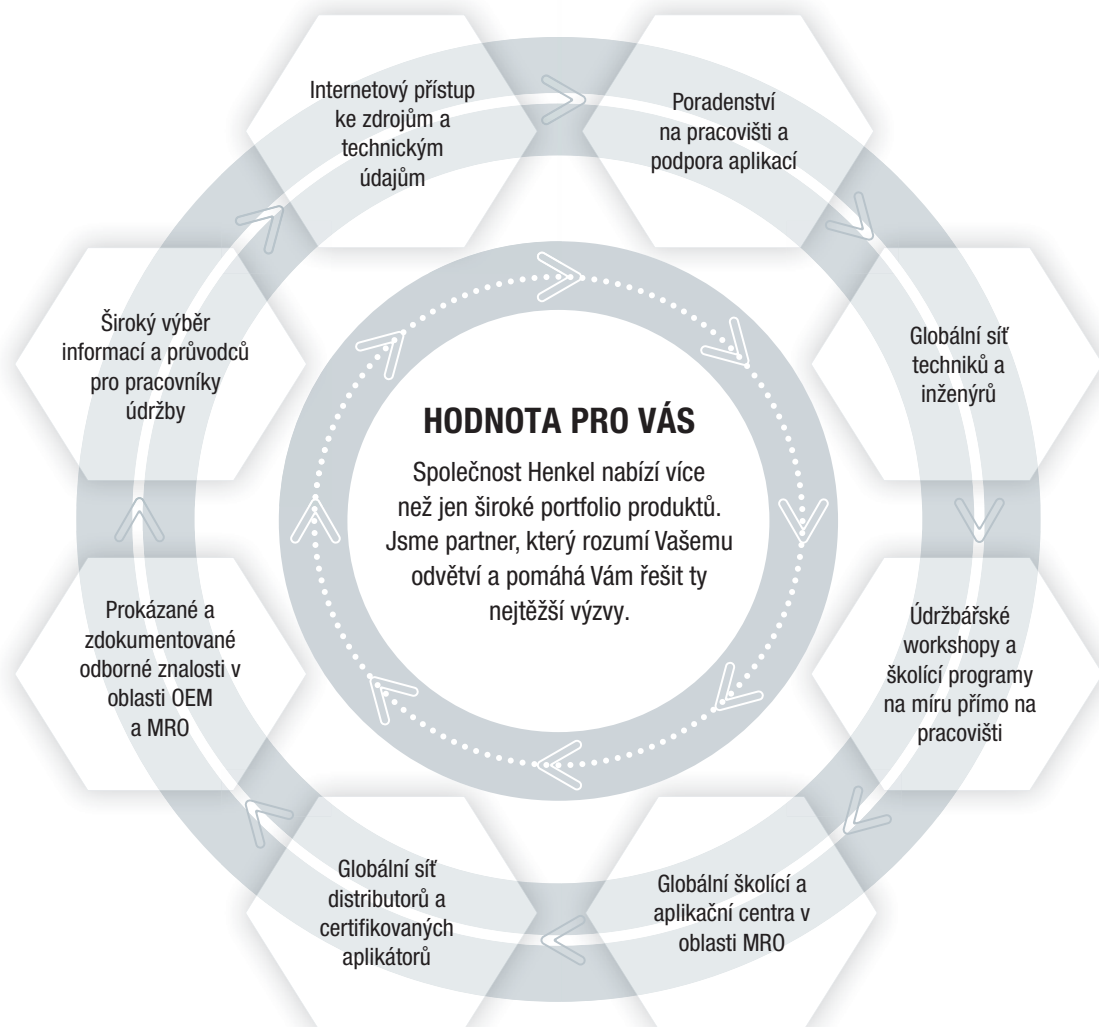 Internetový přístup
ke zdrojům a
technickým
údajům
Poradenství
na pracovišti a
podpora aplikací
Široký výběr
informací a průvodců
pro pracovníky
údržby
Globální síť
techniků a
inženýrů
HODNOTA PRO VÁS
Společnost Henkel nabízí více
než jen široké portfolio produktů.
Jsme partner, který rozumí Vašemu
odvětví a pomáhá Vám řešit ty
nejtěžší výzvy.
Prokázané a
zdokumentované
odborné znalosti v
oblasti OEM
a MRO
Údržbářské
workshopy a
školící programy
na míru přímo na
pracovišti
Globální síť
distributorů a
certifikovaných
aplikátorů
Globální školící a
aplikační centra v
oblasti MRO